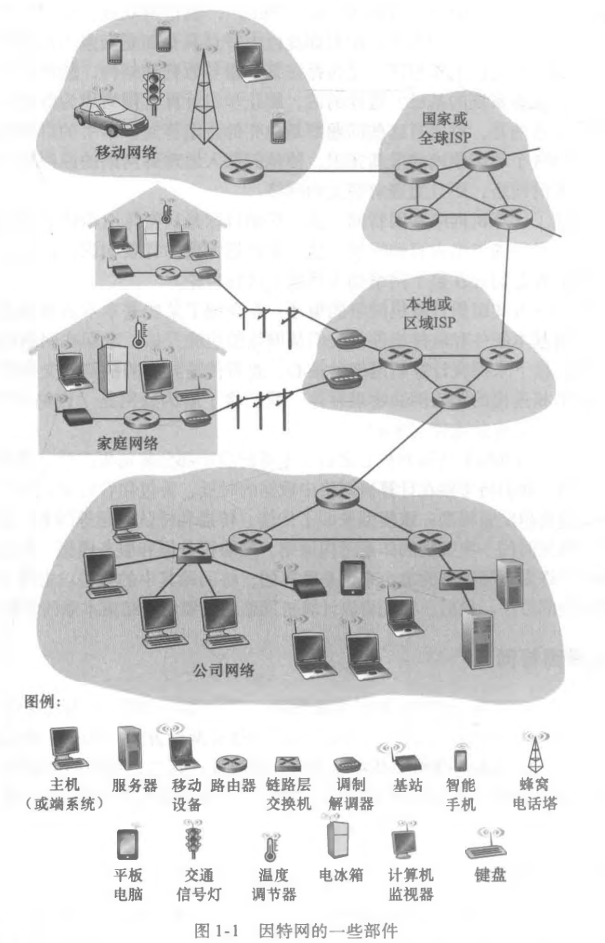 国家或
全球ISP
移动网络
本地或
区域ISP
家庭网络
公司网络
图例：
主机
（或端系统）
服务器
移动
设备
路由器
链路层
交换机
调制
解调器
基站
智能
手机
蜂窝
电话塔
平板
电脑
交通
信号灯
温度
调节器
电冰箱
计算机
监视器
键盘
图1-1 因特网的一些部件